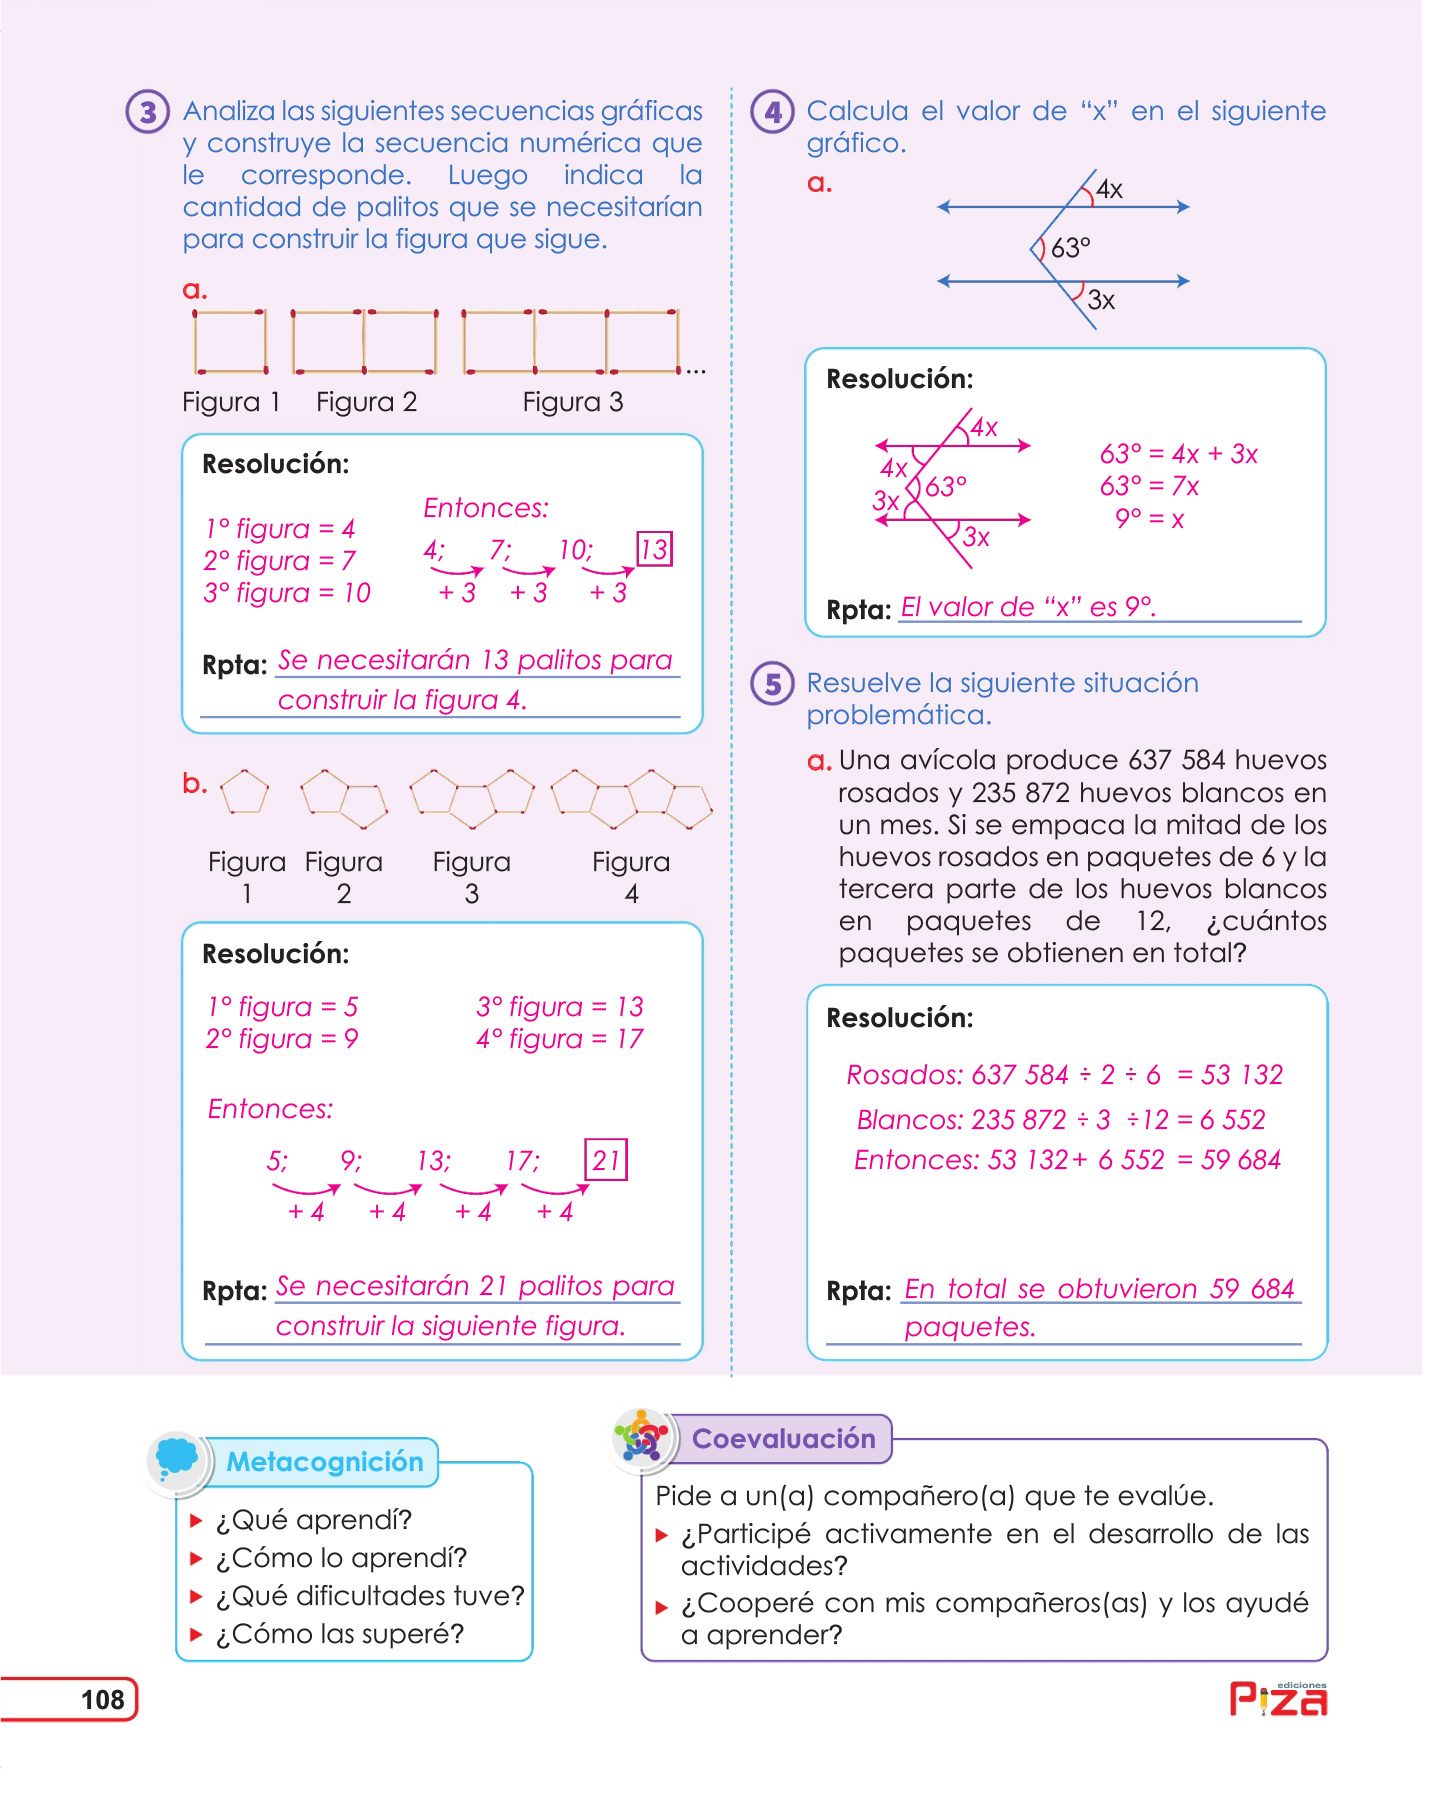 3 Analiza las siguientes secuencias gráficas
y construye la secuencia numérica que
le corresponde. Luego indica la
cantidad de palitos que se necesitarían
para construir la figura que sigue.
a.
...
Figura 1 Figura 2 Figura 3
Resolución:
1° figura = 4
2° figura = 7
3° figura = 10
Entonces:
4; 7; 10; 13
+ 3 + 3 + 3
Rpta: Se necesitarán 13 palitos para
construir la figura 4.
b.
Figura Figura Figura Figura
1 2 3 4
Resolución:
1° figura = 5 3° figura = 13
2° figura = 9 4° figura = 17
Entonces:
5; 9; 13; 17; 21
+ 4 + 4 + 4 + 4
Rpta: Se necesitarán 21 palitos para
construir la siguiente figura.
4 Calcula el valor de “x” en el siguiente
gráfico.
a.
4x
63°
3x
Resolución:
4x
4x
63°
3x
3x
63° = 4x + 3x
63° = 7x
9° = x
Rpta: El valor de “x” es 9°.
5 Resuelve la siguiente situación
problemática.
a. Una avícola produce 637 584 huevos
rosados y 235 872 huevos blancos en
un mes. Si se empaca la mitad de los
huevos rosados en paquetes de 6 y la
tercera parte de los huevos blancos
en paquetes de 12, ¿cuántos
paquetes se obtienen en total?
Resolución:
Rosados: 637 584 ÷ 2 ÷ 6 = 53 132
Blancos: 235 872 ÷ 3 ÷12 = 6 552
Entonces: 53 132+ 6 552 = 59 684
Rpta: En total se obtuvieron 59 684
paquetes.
Metacognición
► ¿Qué aprendí?
► ¿Cómo lo aprendí?
► ¿Qué dificultades tuve?
► ¿Cómo las superé?
Coevaluación
Pide a un(a) compañero(a) que te evalúe.
► ¿Participé activamente en el desarrollo de las
actividades?
► ¿Cooperé con mis compañeros(as) y los ayudé
a aprender?
108
ediciones
Piza